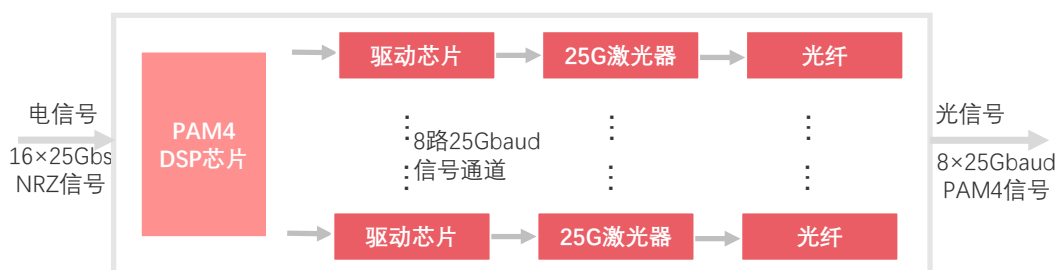 驱动芯片
25G激光器
光纤
电信号
16×25Gbs
NRZ信号
PAM4
DSP芯片
8路25Gbaud
信号通道
光信号
8×25Gbaud
PAM4信号
驱动芯片
25G激光器
光纤